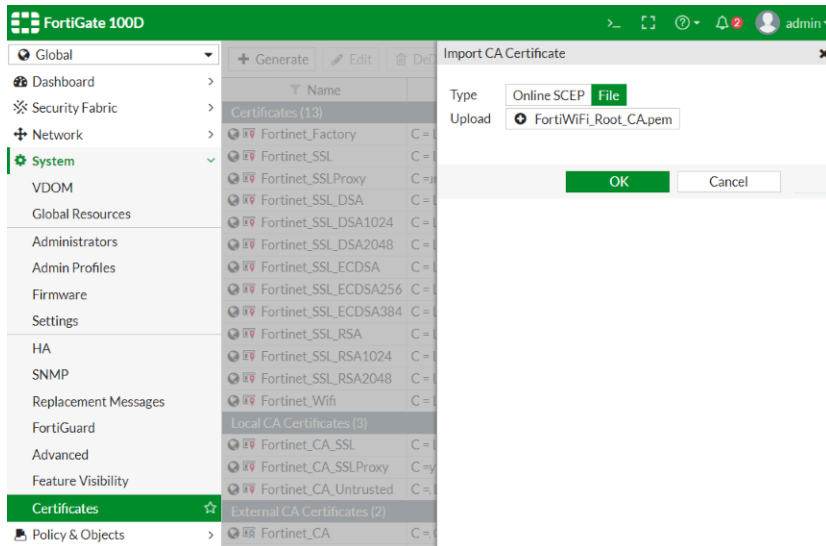 FortiGate 100D
>_
2
admin
Global
Dashboard
Security Fabric
Network
System
VDOM
Global Resources
Administrators
Admin Profiles
Firmware
Settings
HA
SNMP
Replacement Messages
FortiGuard
Advanced
Feature Visibility
Certificates
Policy & Objects
+ Generate
Edit
Name
Certificates (13)
Fortinet_Factory C =
Fortinet_SSL C =
Fortinet_SSLProxy C =
Fortinet_SSL_DSA C =
Fortinet_SSL_DSA1024 C =
Fortinet_SSL_DSA2048 C =
Fortinet_SSL_ECDSA C =
Fortinet_SSL_ECDSA256 C =
Fortinet_SSL_ECDSA384 C =
Fortinet_SSL_RSA C =
Fortinet_SSL_RSA1024 C =
Fortinet_SSL_RSA2048 C =
Fortinet_Wifi C =
Local CA Certificates (3)
Fortinet_CA_SSL C =
Fortinet_CA_SSLProxy C =
Fortinet_CA_Untrusted C =
External CA Certificates (2)
Fortinet_CA C =
Import CA Certificate
Type Online SCEP File
Upload FortiWiFi_Root_CA.pem
OK Cancel